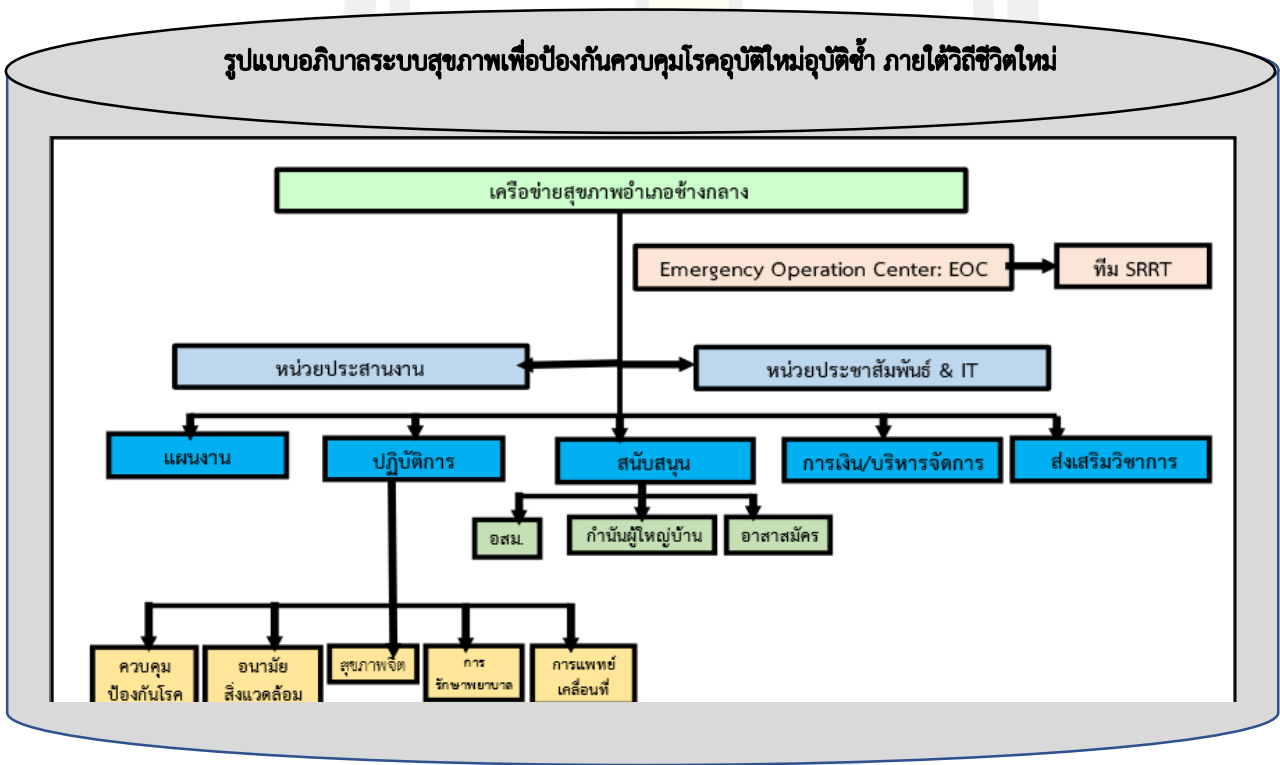 รูปแบบอภิบาลระบบสุขภาพเพื่อป้องกันควบคุมโรคอุบัติใหม่อุบัติซ้ำ ภายใต้วิถีชีวิตใหม่
เครือข่ายสุขภาพอำเภอช้างกลาง
Emergency Operation Center: EOC
ทีม SRRT
หน่วยประสานงาน
หน่วยประชาสัมพันธ์ & IT
แผนงาน
ปฏิบัติการ
สนับสนุน
การเงิน/บริหารจัดการ
ส่งเสริมวิชาการ
อสม.
กำนันผู้ใหญ่บ้าน
อาสาสมัคร
ควบคุม
ป้องกันโรค
อนามัย
สิ่งแวดล้อม
สุขภาพจิต
การ
รักษาพยาบาล
การแพทย์
เคลื่อนที่